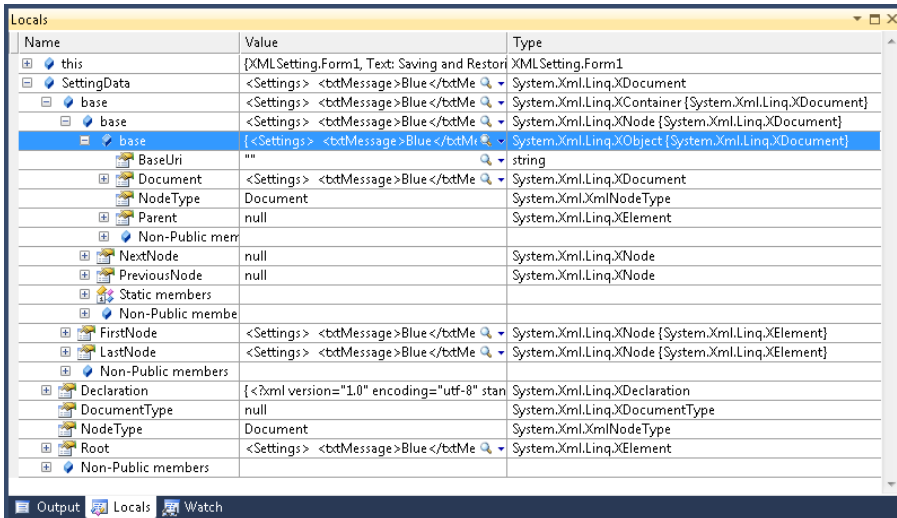 Locals
Name Value Type
this {XMLSetting.Form1, Text: Saving and Restori XMLSetting.Form1
SettingData <Settings> <txtMessage>Blue</txtMe System.Xml.Linq.XDocument
base <Settings> <txtMessage>Blue</txtMe System.Xml.Linq.XContainer {System.Xml.Linq.XDocument}
base <Settings> <txtMessage>Blue</txtMe System.Xml.Linq.XNode {System.Xml.Linq.XDocument}
base {<Settings> <txtMessage>Blue</txtMe System.Xml.Linq.XObject {System.Xml.Linq.XDocument}
BaseUri "" string
Document <Settings> <txtMessage>Blue</txtMe System.Xml.Linq.XDocument
NodeType Document System.Xml.XmlNodeType
Parent null System.Xml.Linq.XElement
Non-Public mem
NextNode null System.Xml.Linq.XNode
PreviousNode null System.Xml.Linq.XNode
Static members
Non-Public membe
FirstNode <Settings> <txtMessage>Blue</txtMe System.Xml.Linq.XNode {System.Xml.Linq.XElement}
LastNode <Settings> <txtMessage>Blue</txtMe System.Xml.Linq.XNode {System.Xml.Linq.XElement}
Non-Public members
Declaration {<?xml version="1.0" encoding="utf-8" stan System.Xml.Linq.XDeclaration
DocumentType null System.Xml.Linq.XDocumentType
NodeType Document System.Xml.XmlNodeType
Root <Settings> <txtMessage>Blue</txtMe System.Xml.Linq.XElement
Non-Public members
Output Locals Watch